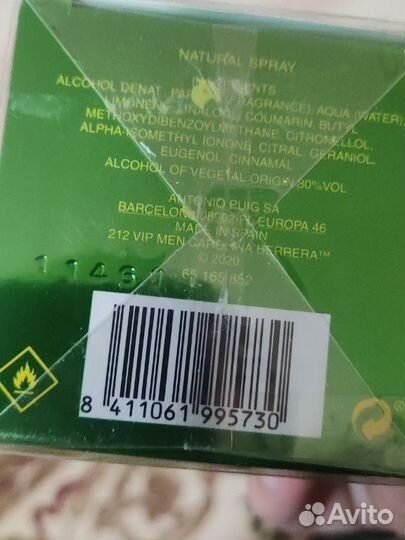 NATURAL SPRAY
INGREDIENTS
ALCOHOL DENAT. (FRAGRANCE), AQUA (WATER),
LIMONENE, LINALOOL, COUMARIN, BUTYL
METHOXYDIBENZOYLMETHANE, CITRONELLOL,
ALPHA-ISOMETHYL IONONE, CITRAL, GERANIOL,
EUGENOL, CINNAMAL
ALCOHOL OF VEGETAL ORIGIN 80%VOL
ANTONIO PUIG SA
BARCELONA EUROPA 46
MADE IN SPAIN
212 VIP MEN CAROLINA HERRERA™
© 2020
65 165 852
8 411061 995730
Avito